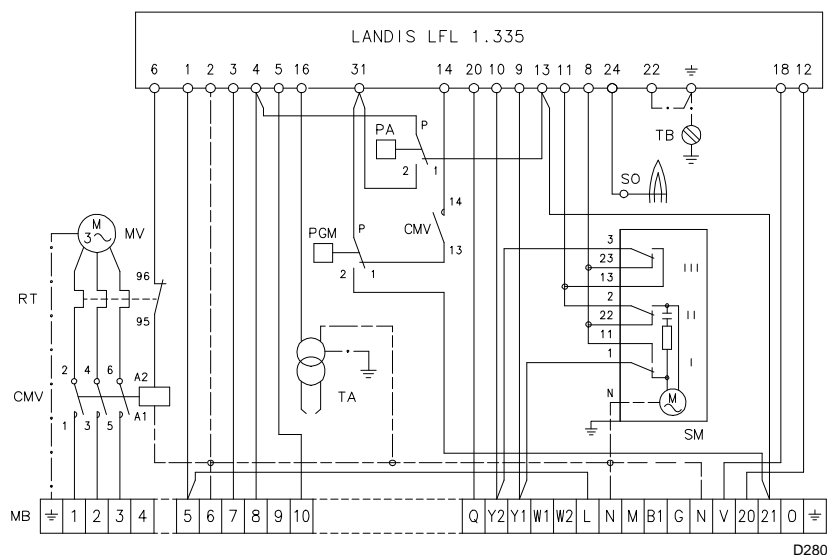 LANDIS LFL 1.335
6 1 2 3 4 5 16 31 14 20 10 9 13 11 8 24 22 18 12
PA P
2 1
TB
SO
14
CMV
13
M
3
MV
PGM P
2 1
96
RT
95
3
23
13
III
2
22
II
11
1
I
N
M
SM
TA
2 4 6 A2
CMV
1 3 5 A1
MB 1 2 3 4 5 6 7 8 9 10 Q Y2 Y1 W1 W2 L N M B1 G N V 20 21 O
D280